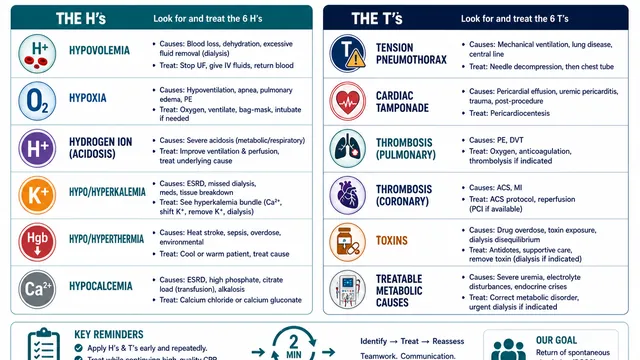 THE H's
Look for and treat the 6 H's
H+
HYPOVOLEMIA
• Causes: Blood loss, dehydration, excessive
fluid removal (dialysis)
• Treat: Stop UF, give IV fluids, return blood
O₂
HYPOXIA
• Causes: Hypoventilation, apnea, pulmonary
edema, PE
• Treat: Oxygen, ventilate, bag-mask, intubate
if needed
H+
HYDROGEN ION
(ACIDOSIS)
• Causes: Severe acidosis (metabolic/respiratory)
• Treat: Improve ventilation & perfusion,
treat underlying cause
K+
HYPO/HYPERKALEMIA
• Causes: ESRD, missed dialysis,
meds, tissue breakdown
• Treat: See hyperkalemia bundle (Ca²⁺,
shift K⁺, remove K⁺, dialysis)
Hgb
HYPO/HYPERTHERMIA
• Causes: Heat stroke, sepsis, overdose,
environmental
• Treat: Cool or warm patient, treat cause
Ca²⁺
HYPOCALCEMIA
• Causes: ESRD, high phosphate, citrate
load (transfusion), alkalosis
• Treat: Calcium chloride or calcium gluconate
THE T's
Look for and treat the 6 T's
T
TENSION
PNEUMOTHORAX
• Causes: Mechanical ventilation, lung disease,
central line
• Treat: Needle decompression, then chest tube
CARDIAC
TAMPONADE
• Causes: Pericardial effusion, uremic pericarditis,
trauma, post-procedure
• Treat: Pericardiocentesis
THROMBOSIS
(PULMONARY)
• Causes: PE, DVT
• Treat: Oxygen, anticoagulation,
thrombolysis if indicated
THROMBOSIS
(CORONARY)
• Causes: ACS, MI
• Treat: ACS protocol, reperfusion
(PCI if available)
TOXINS
• Causes: Drug overdose, toxin exposure,
dialysis disequilibrium
• Treat: Antidotes, supportive care,
remove toxin (dialysis if indicated)
TREATABLE
METABOLIC
CAUSES
• Causes: Severe uremia, electrolyte
disturbances, endocrine crises
• Treat: Correct metabolic disorder,
urgent dialysis if indicated
KEY REMINDERS
Apply H's & T's early and repeatedly.
Treat while continuing high-quality CPR
2
MIN
Identify → Treat → Reassess
Teamwork. Communication.
OUR GOAL
Return of spontaneous